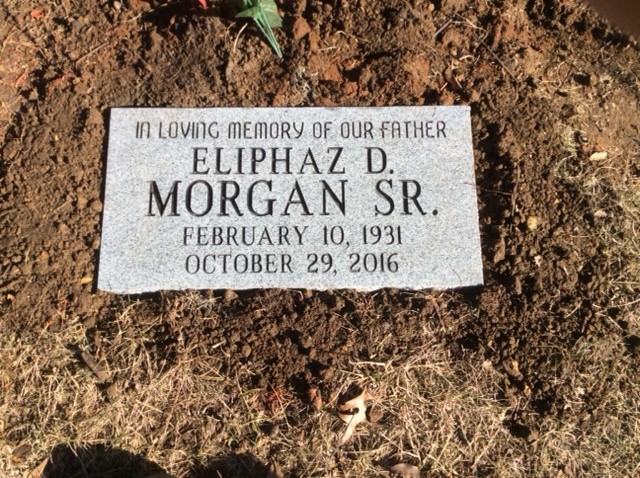 IN LOVING MEMORY OF OUR FATHER
ELIPHAZ D.
MORGAN SR.
FEBRUARY 10, 1931
OCTOBER 29, 2016